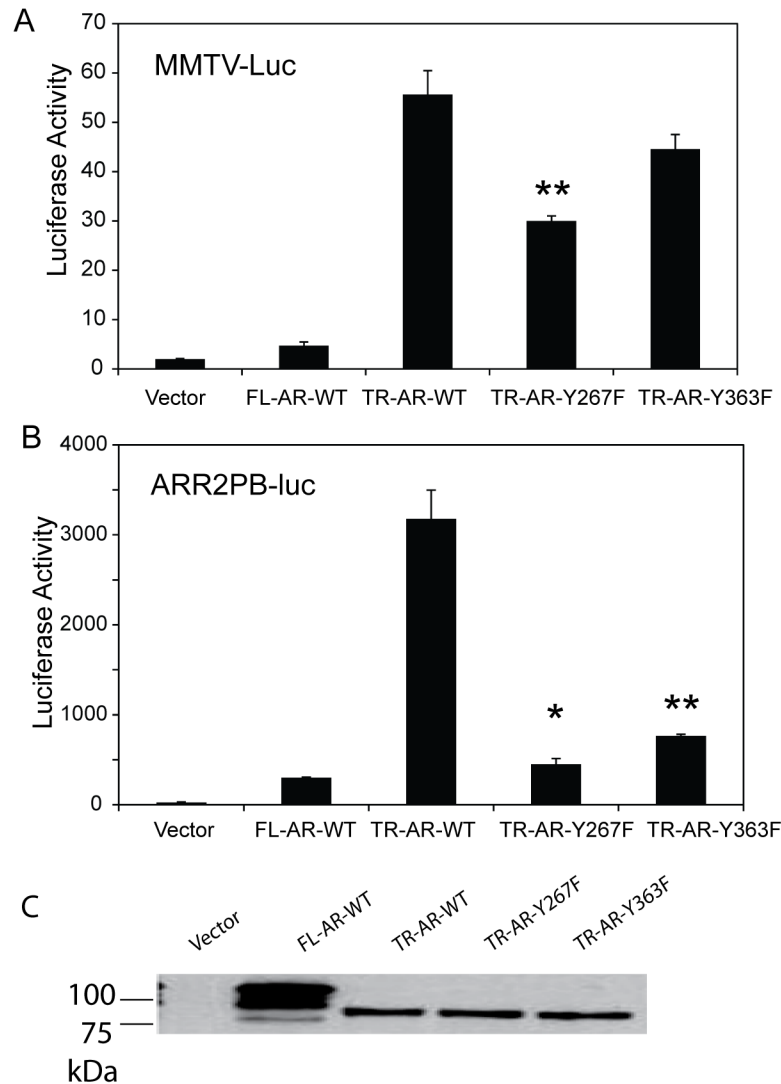 A
MMTV-Luc
Luciferase Activity
70
60
50
40
30
20
10
0
**
Vector FL-AR-WT TR-AR-WT TR-AR-Y267F TR-AR-Y363F
B
ARR2PB-luc
Luciferase Activity
4000
3000
2000
1000
0
* **
Vector FL-AR-WT TR-AR-WT TR-AR-Y267F TR-AR-Y363F
C
Vector FL-AR-WT TR-AR-WT TR-AR-Y267F TR-AR-Y363F
100
75
kDa